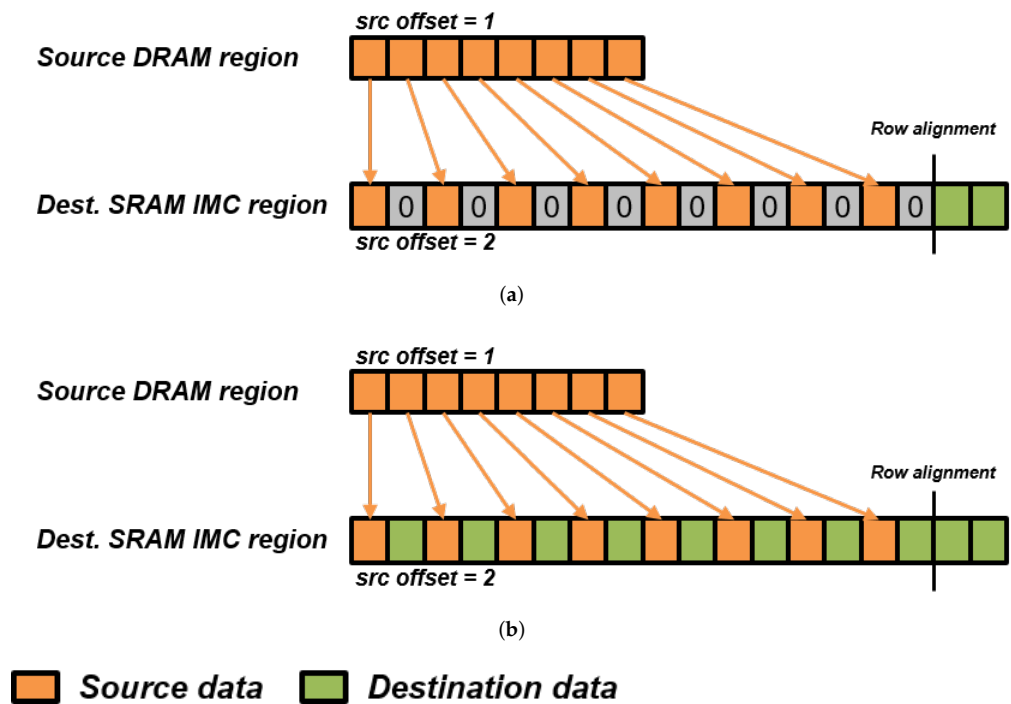 src offset = 1
Source DRAM region
Row alignment
Dest. SRAM IMC region
0 0 0 0 0 0 0 0
src offset = 2
(a)
src offset = 1
Source DRAM region
Row alignment
Dest. SRAM IMC region
src offset = 2
(b)
Source data Destination data